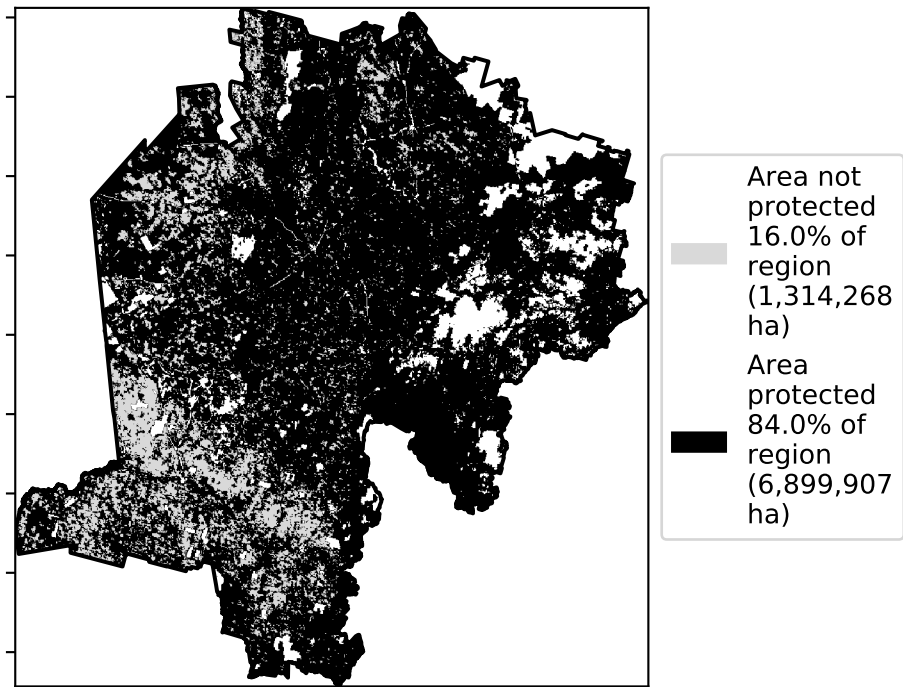 Area not
protected
16.0% of
region
(1,314,268
ha)
Area
protected
84.0% of
region
(6,899,907
ha)